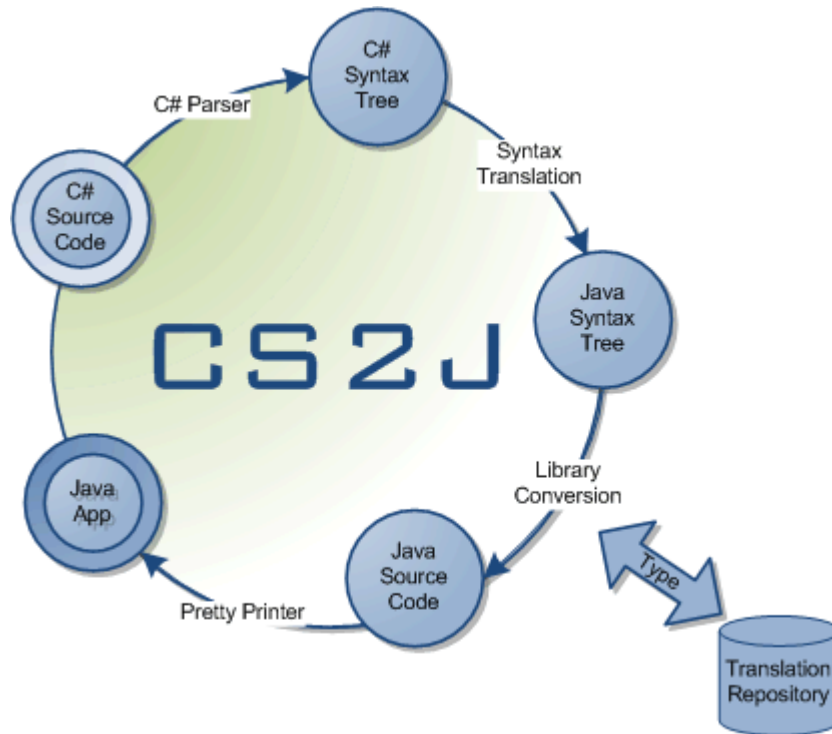 C#
Syntax
Tree
C# Parser
Syntax
Translation
C#
Source
Code
Java
Syntax
Tree
CS2J
Library
Conversion
Java
App
Java
Source
Code
Type
Pretty Printer
Translation
Repository